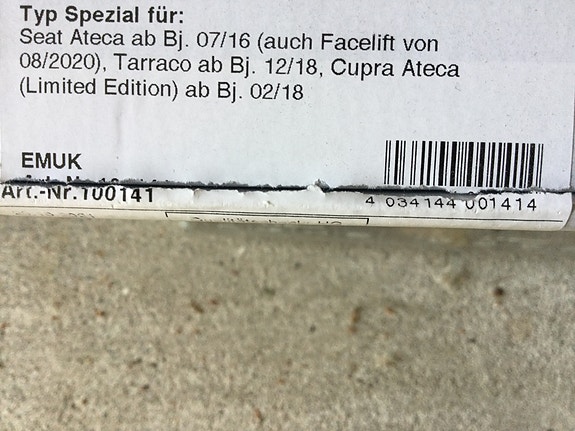 Typ Spezial für:
Seat Ateca ab Bj. 07/16 (auch Facelift von
08/2020), Tarraco ab Bj. 12/18, Cupra Ateca
(Limited Edition) ab Bj. 02/18
EMUK
Art.-Nr.100141
4 034144 001414